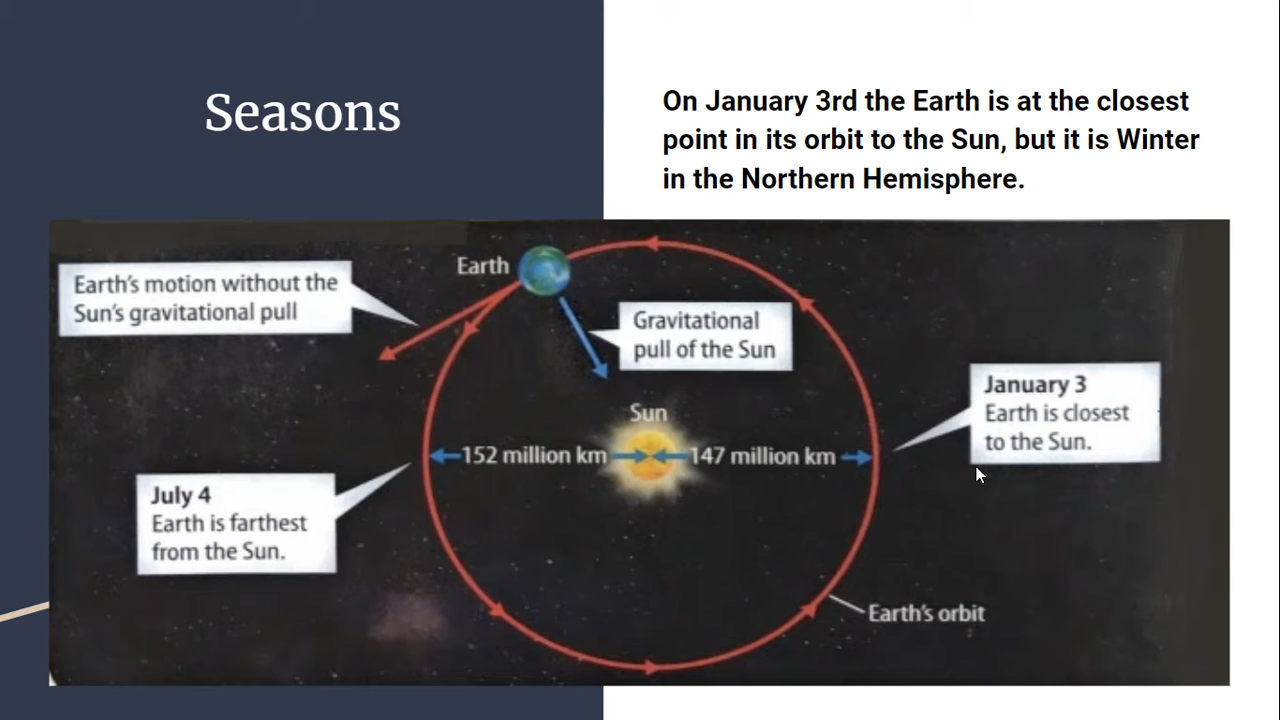 Seasons
On January 3rd the Earth is at the closest
point in its orbit to the Sun, but it is Winter
in the Northern Hemisphere.
Earth
Earth's motion without the
Sun's gravitational pull
Gravitational
pull of the Sun
January 3
Earth is closest
to the Sun.
Sun
152 million km
147 million km
July 4
Earth is farthest
from the Sun.
Earth's orbit